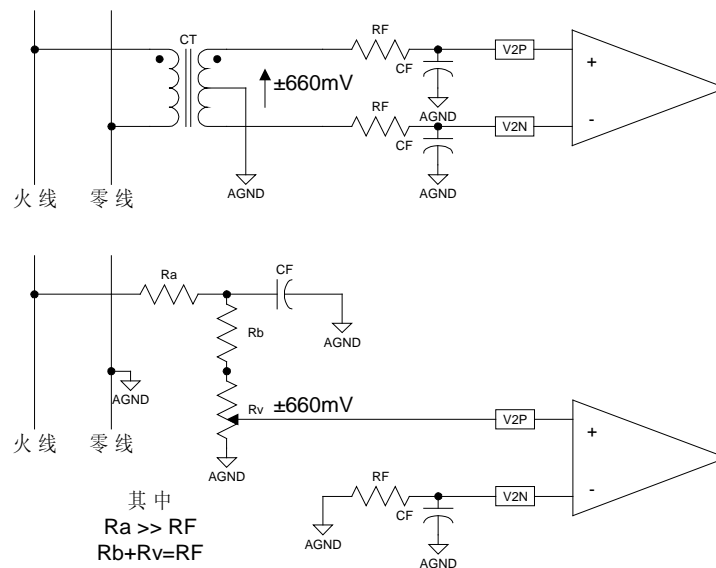 CT
RF
CF
V2P
+
±660mV
AGND
RF
CF
V2N
-
AGND
AGND
火线
零线
Ra
CF
AGND
Rb
AGND
Rv
±660mV
V2P
+
火线
零线
AGND
RF
CF
V2N
-
AGND
AGND
其中
Ra >> RF
Rb+Rv=RF